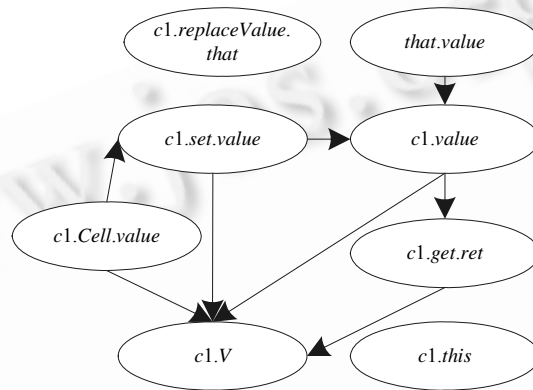 c1.replaceValue.
that
that.value
c1.set.value
c1.value
c1.Cell.value
c1.get.ret
c1.V
c1.this